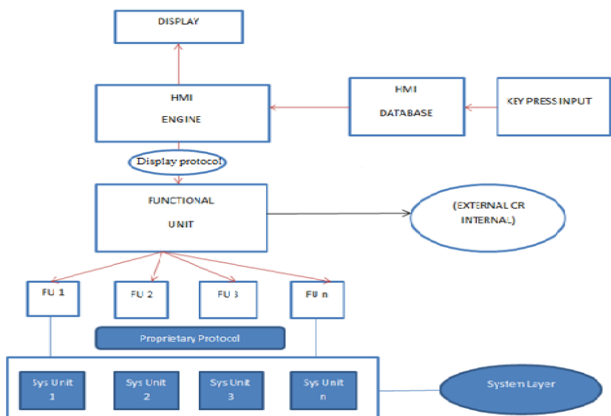 DISPLAY
HMI
ENGINE
HMI
DATABASE
KEY PRESS INPUT
Display protocol
FUNCTIONAL
UNIT
(EXTERNAL CR
INTERNAL)
FU 1
FU 2
FU 3
FU n
Proprietary Protocol
Sys Unit
1
Sys Unit
2
Sys Unit
3
Sys Unit
n
System Layer